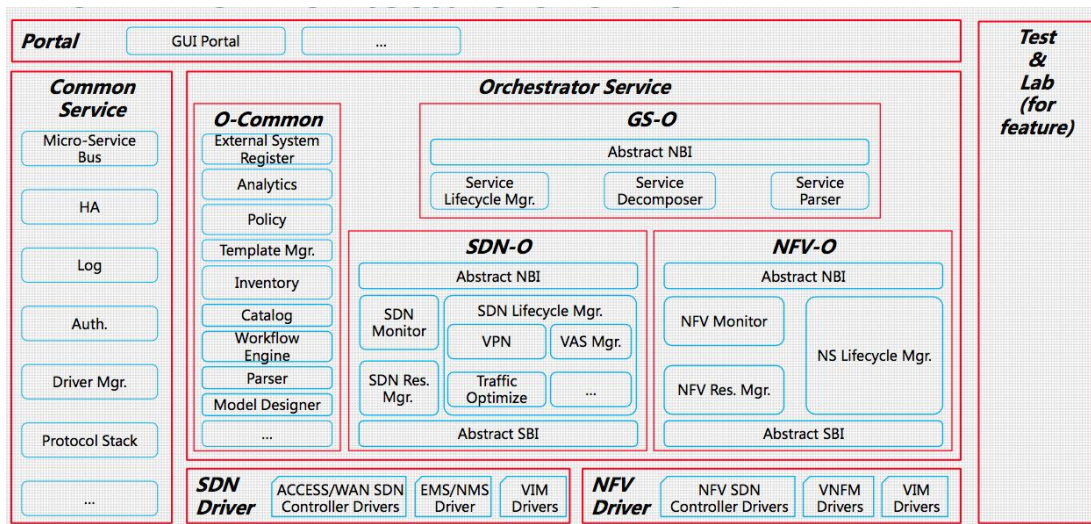 Portal
GUI Portal
...
Test
&
Lab
(for
feature)
Common
Service
Micro-Service
Bus
HA
Log
Auth.
Driver Mgr.
Protocol Stack
...
Orchestrator Service
O-Common
External System
Register
Analytics
Policy
Template Mgr.
Inventory
Catalog
Workflow
Engine
Parser
Model Designer
...
GS-O
Abstract NBI
Service
Lifecycle Mgr.
Service
Decomposer
Service
Parser
SDN-O
Abstract NBI
SDN
Monitor
SDN Res.
Mgr.
SDN Lifecycle Mgr.
VPN
VAS Mgr.
Traffic
Optimize
...
Abstract SBI
NFV-O
Abstract NBI
NFV Monitor
NFV Res. Mgr.
NS Lifecycle Mgr.
Abstract SBI
SDN
Driver
ACCESS/WAN SDN
Controller Drivers
EMS/NMS
Driver
VIM
Drivers
NFV
Driver
NFV SDN
Controller Drivers
VNFM
Drivers
VIM
Drivers